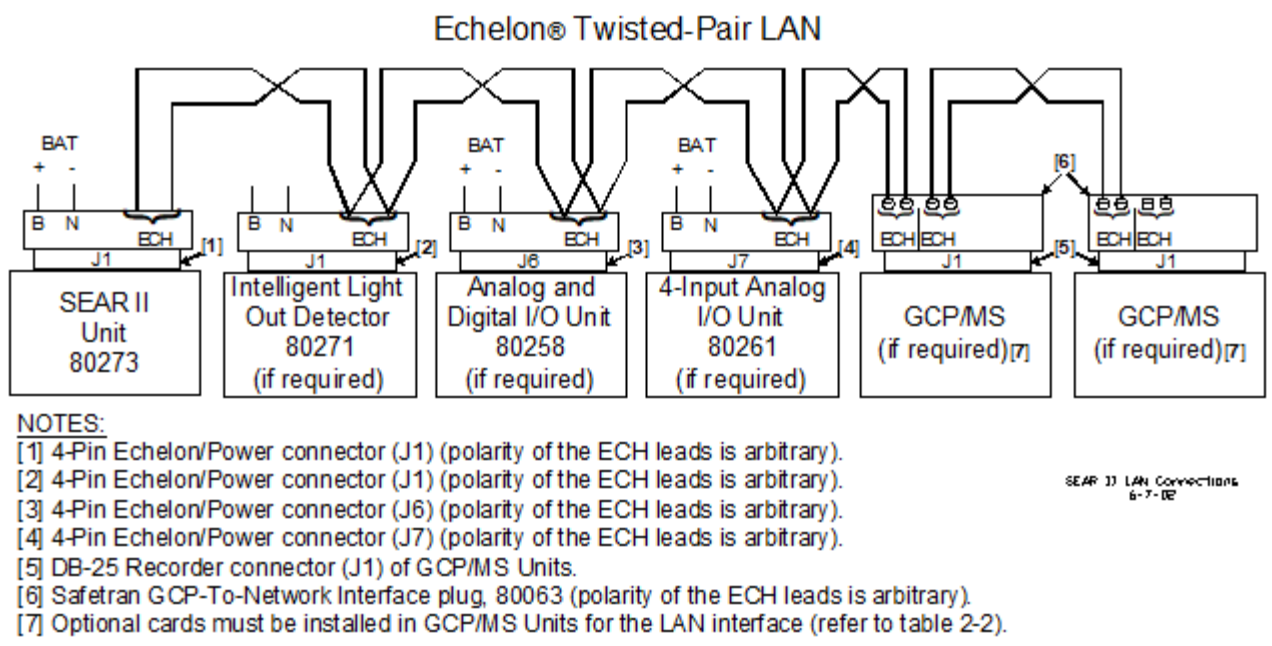 Echelon® Twisted-Pair LAN
BAT
+ -
BAT
+ -
BAT
+ -
[6]
B N ECH
B N ECH
B N ECH
B N ECH
ECH ECH
ECH ECH
J1 [1]
J1 [2]
J6 [3]
J7 [4]
J1 [5]
J1
SEAR II
Unit
80273
Intelligent Light
Out Detector
80271
(if required)
Analog and
Digital I/O Unit
80258
(if required)
4-Input Analog
I/O Unit
80261
(if required)
GCP/MS
(if required)[7]
GCP/MS
(if required)[7]
NOTES:
[1] 4-Pin Echelon/Power connector (J1) (polarity of the ECH leads is arbitrary).
[2] 4-Pin Echelon/Power connector (J1) (polarity of the ECH leads is arbitrary).
[3] 4-Pin Echelon/Power connector (J6) (polarity of the ECH leads is arbitrary).
[4] 4-Pin Echelon/Power connector (J7) (polarity of the ECH leads is arbitrary).
[5] DB-25 Recorder connector (J1) of GCP/MS Units.
[6] Safetran GCP-To-Network Interface plug, 80063 (polarity of the ECH leads is arbitrary).
[7] Optional cards must be installed in GCP/MS Units for the LAN interface (refer to table 2-2).
SEAR II LAN Connections
6-7-02